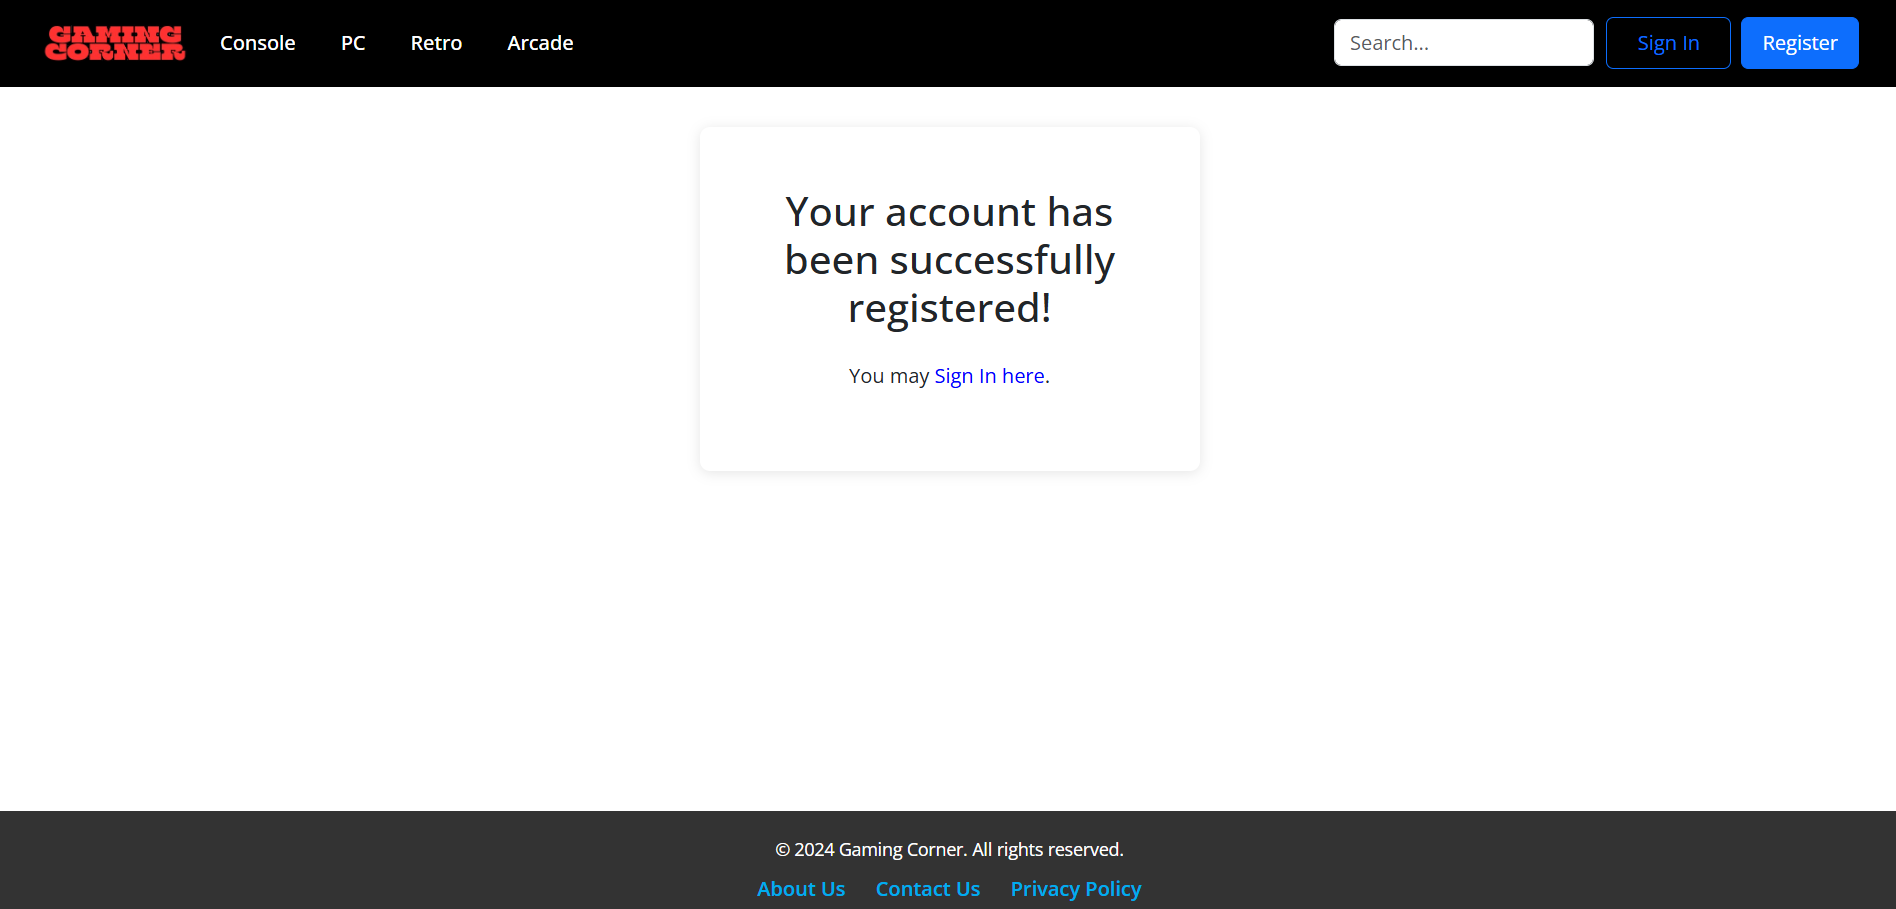 GAMING
CORNER
Console PC Retro Arcade Search... Sign In Register
Your account has
been successfully
registered!
You may Sign In here.
© 2024 Gaming Corner. All rights reserved.
About Us Contact Us Privacy Policy